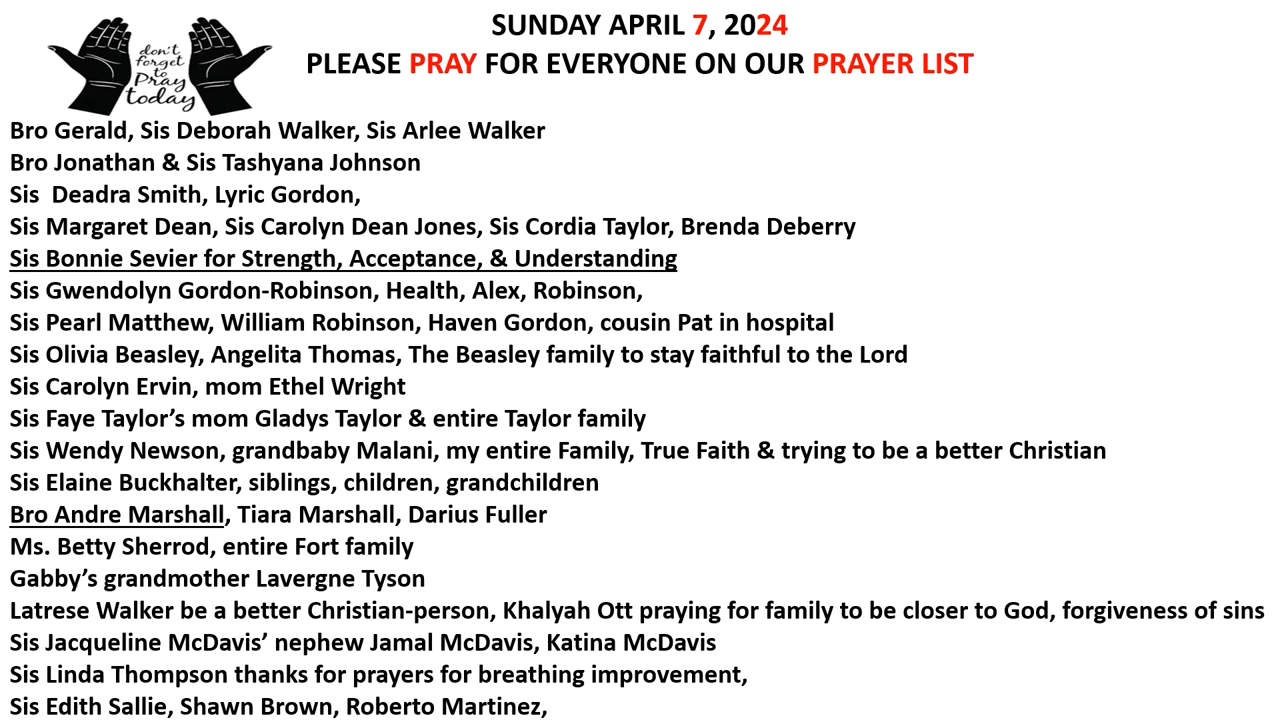 SUNDAY APRIL 7, 2024
PLEASE PRAY FOR EVERYONE ON OUR PRAYER LIST
don't
forget
to
Pray
today
Bro Gerald, Sis Deborah Walker, Sis Arlee Walker
Bro Jonathan & Sis Tashyana Johnson
Sis  Deadra Smith, Lyric Gordon,
Sis Margaret Dean, Sis Carolyn Dean Jones, Sis Cordia Taylor, Brenda Deberry
Sis Bonnie Sevier for Strength, Acceptance, & Understanding
Sis Gwendolyn Gordon-Robinson, Health, Alex, Robinson,
Sis Pearl Matthew, William Robinson, Haven Gordon, cousin Pat in hospital
Sis Olivia Beasley, Angelita Thomas, The Beasley family to stay faithful to the Lord
Sis Carolyn Ervin, mom Ethel Wright
Sis Faye Taylor’s mom Gladys Taylor & entire Taylor family
Sis Wendy Newson, grandbaby Malani, my entire Family, True Faith & trying to be a better Christian
Sis Elaine Buckhalter, siblings, children, grandchildren
Bro Andre Marshall, Tiara Marshall, Darius Fuller
Ms. Betty Sherrod, entire Fort family
Gabby’s grandmother Lavergne Tyson
Latrese Walker be a better Christian-person, Khalyah Ott praying for family to be closer to God, forgiveness of sins
Sis Jacqueline McDavis’ nephew Jamal McDavis, Katina McDavis
Sis Linda Thompson thanks for prayers for breathing improvement,
Sis Edith Sallie, Shawn Brown, Roberto Martinez,